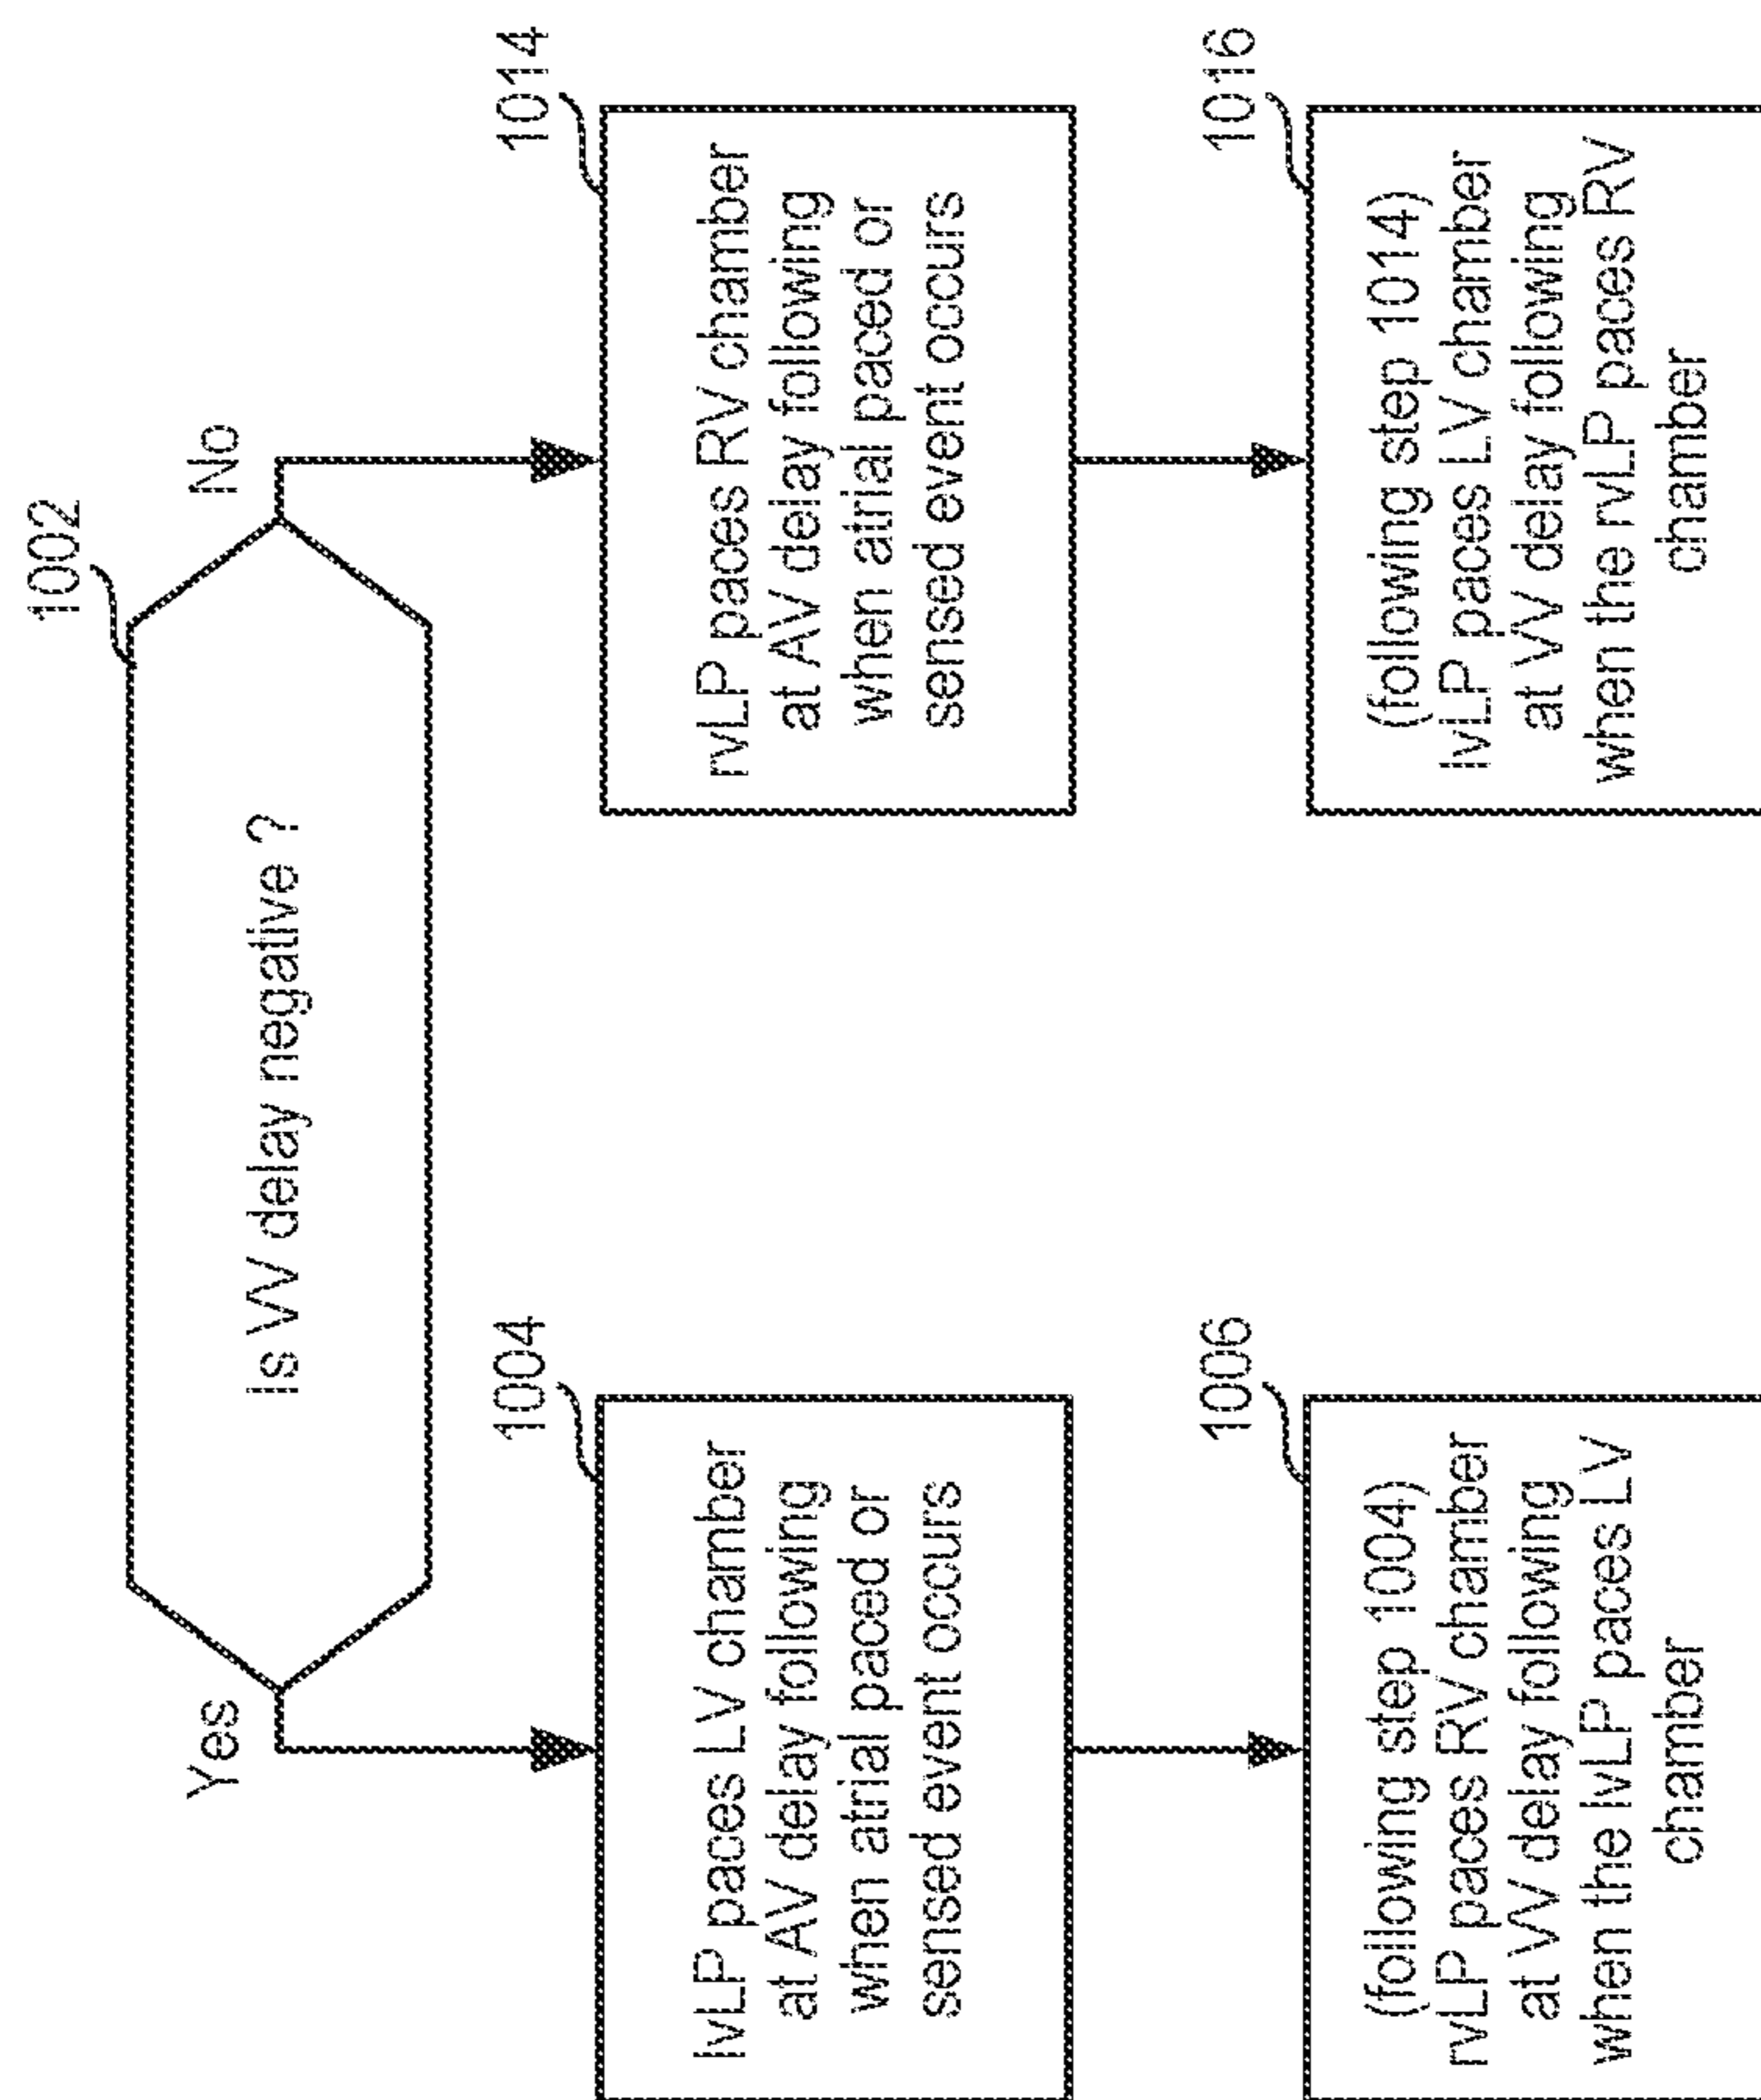 1002
Is VV delay negative ?
Yes
No
1004
lvLP paces LV chamber
at AV delay following
when atrial paced or
sensed event occurs
1014
rvLP paces RV chamber
at AV delay following
when atrial paced or
sensed event occurs
1006
(following step 1004)
rvLP paces RV chamber
at VV delay following
when the lvLP paces LV
chamber
1016
(following step 1014)
lvLP paces LV chamber
at VV delay following
when the rvLP paces RV
chamber